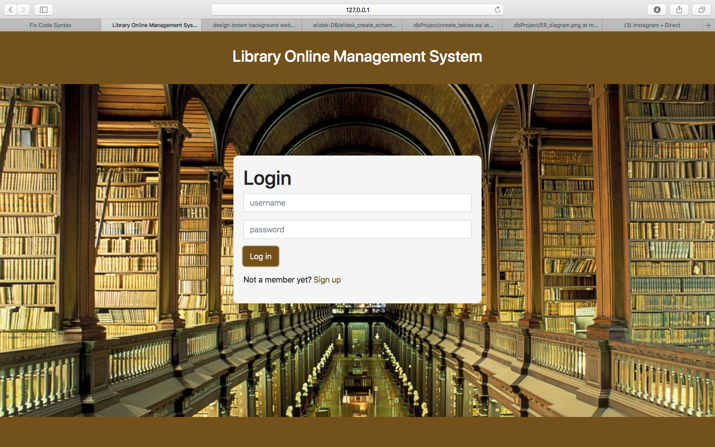 127.0.0.1
Fix Code Syntax
Library Online Management Sys...
design brown background web...
elidek-DB/elidek_create_schem...
dbProject/create_tables.sql at...
dbProject/ER_diagram.png at m...
(3) Instagram • Direct
Library Online Management System
Login
username
password
Log in
Not a member yet? Sign up